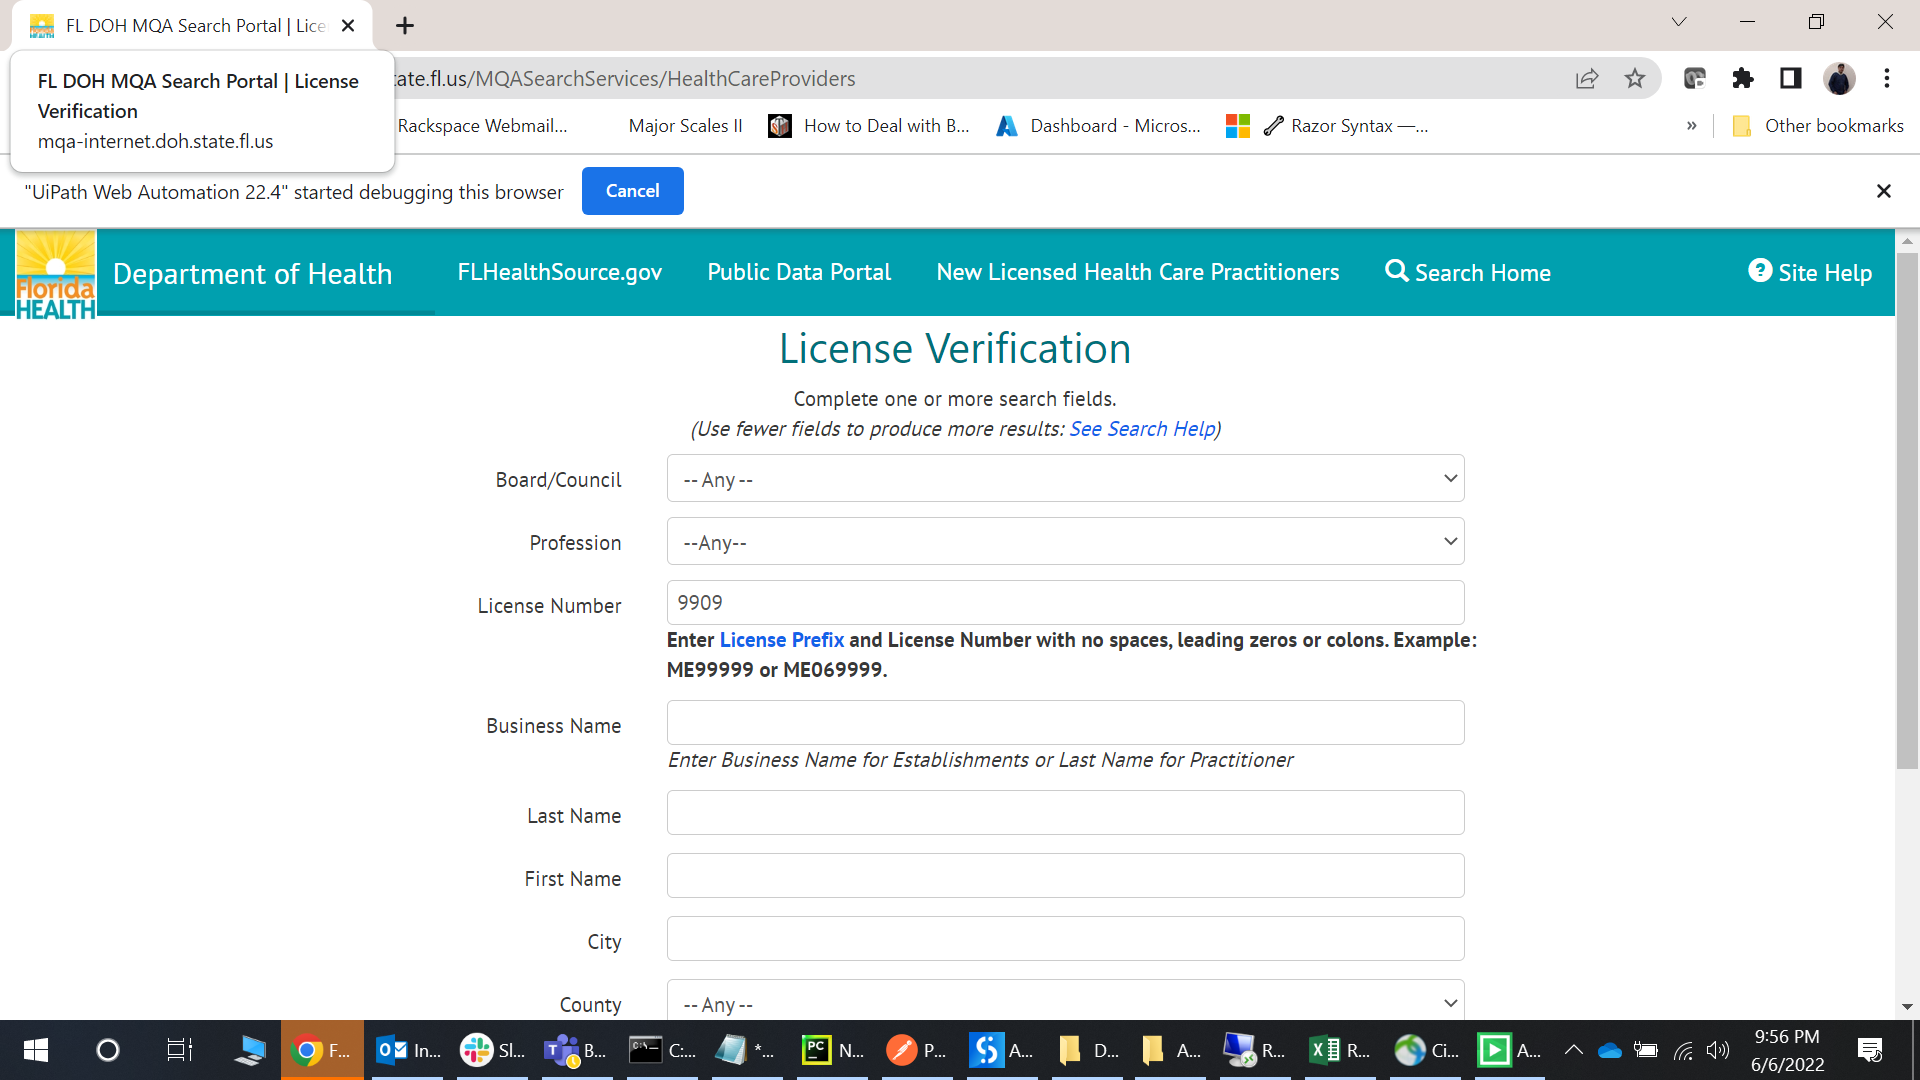 FL DOH MQA Search Portal | Lice
FL DOH MQA Search Portal | License
Verification
mqa-internet.doh.state.fl.us
ate.fl.us/MQASearchServices/HealthCareProviders
Rackspace Webmail...
Major Scales II
How to Deal with B...
Dashboard - Micros...
Razor Syntax —...
»
Other bookmarks
"UiPath Web Automation 22.4" started debugging this browser
Cancel
Florida
HEALTH
Department of Health
FLHealthSource.gov
Public Data Portal
New Licensed Health Care Practitioners
Search Home
Site Help
License Verification
Complete one or more search fields.
(Use fewer fields to produce more results: See Search Help)
Board/Council
-- Any --
Profession
--Any--
License Number
9909
Enter License Prefix and License Number with no spaces, leading zeros or colons. Example:
ME99999 or ME069999.
Business Name
Enter Business Name for Establishments or Last Name for Practitioner
Last Name
First Name
City
County
-- Any --
F...
In...
Sl...
B...
C:...
*...
N...
P...
A...
D...
A...
R...
R...
Ci...
A...
9:56 PM
6/6/2022